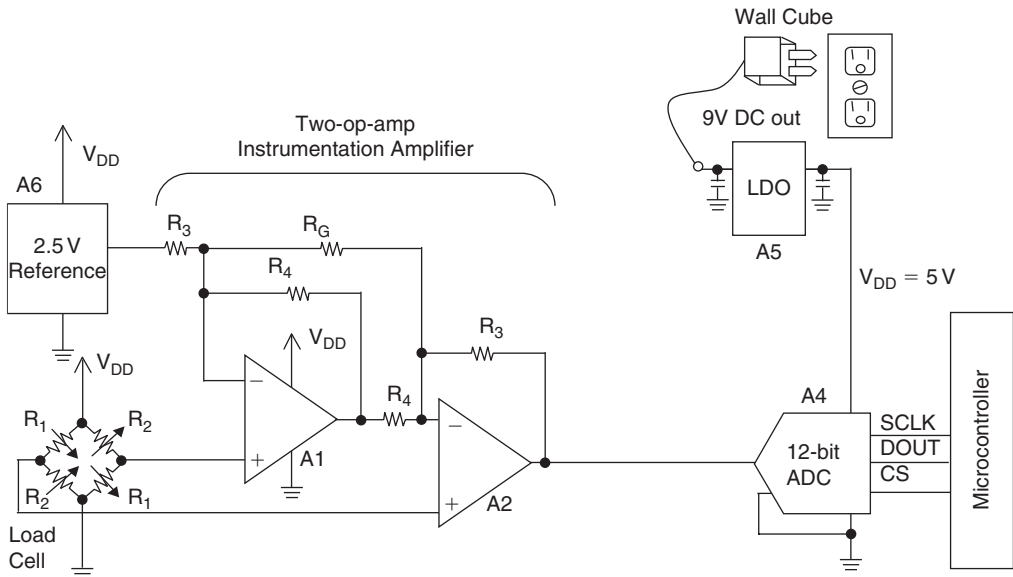 Wall Cube
9V DC out
LDO
A5
V_DD = 5 V
Two-op-amp
Instrumentation Amplifier
V_DD
A6
2.5 V
Reference
R_3
R_G
R_4
V_DD
R_3
−
A1
+
R_4
−
A2
+
V_DD
R_1
R_2
R_2
R_1
Load
Cell
A4
12-bit
ADC
SCLK
DOUT
CS
Microcontroller